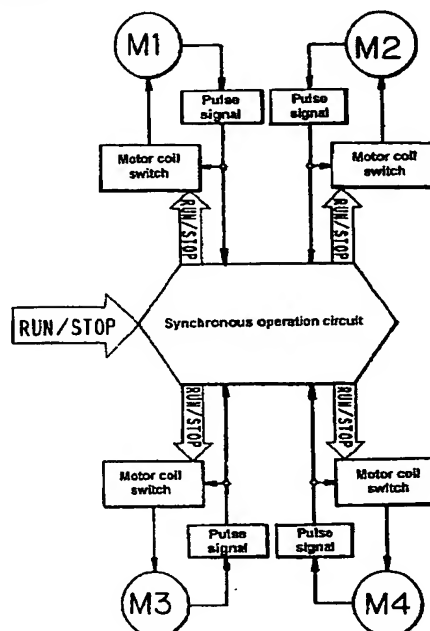 M1
M2
Pulse
signal
Pulse
signal
Motor coil
switch
Motor coil
switch
RUN/STOP
RUN/STOP
RUN/STOP
Synchronous operation circuit
RUN/STOP
RUN/STOP
Motor coil
switch
Motor coil
switch
Pulse
signal
Pulse
signal
M3
M4